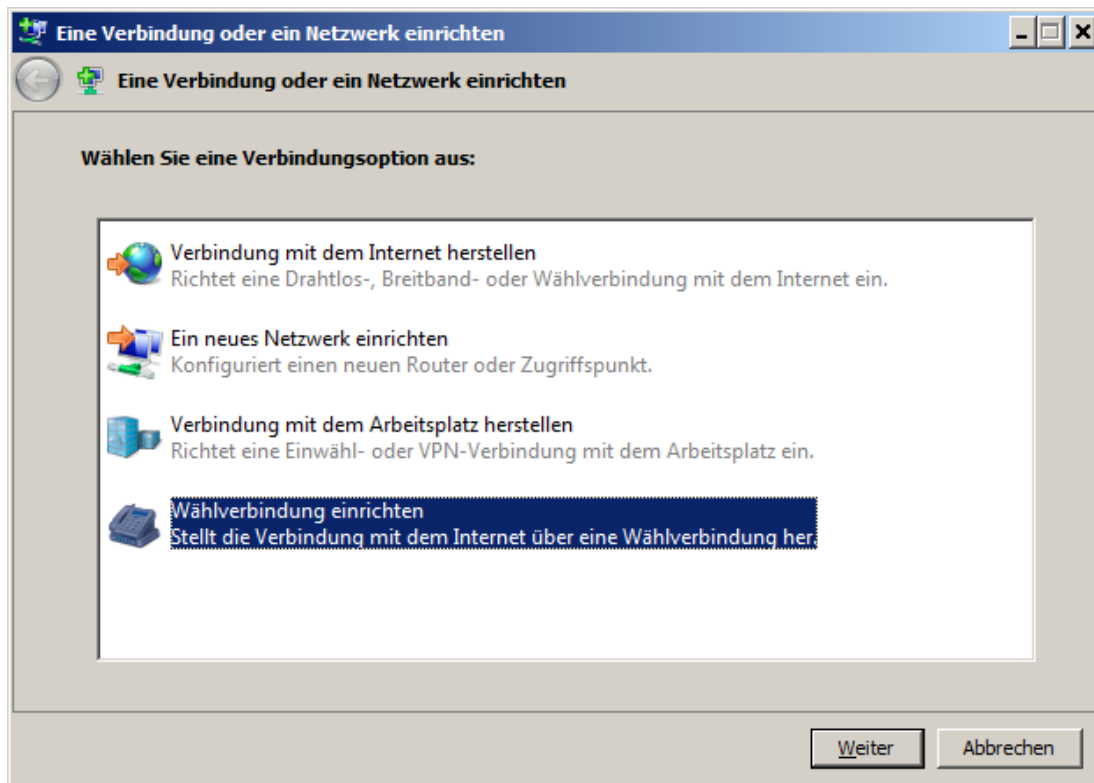 Eine Verbindung oder ein Netzwerk einrichten
Eine Verbindung oder ein Netzwerk einrichten
Wählen Sie eine Verbindungsoption aus:
Verbindung mit dem Internet herstellen
Richtet eine Drahtlos-, Breitband- oder Wählverbindung mit dem Internet ein.
Ein neues Netzwerk einrichten
Konfiguriert einen neuen Router oder Zugriffspunkt.
Verbindung mit dem Arbeitsplatz herstellen
Richtet eine Einwähl- oder VPN-Verbindung mit dem Arbeitsplatz ein.
Wählverbindung einrichten
Stellt die Verbindung mit dem Internet über eine Wählverbindung her.
Weiter
Abbrechen